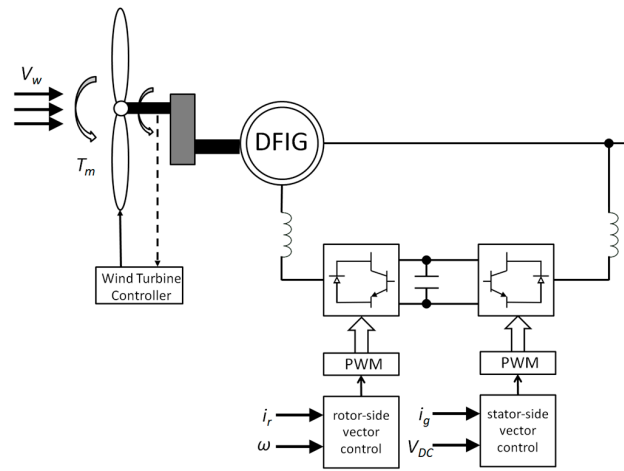 V_w
T_m
DFIG
Wind Turbine
Controller
PWM
PWM
i_r
ω
rotor-side
vector
control
i_g
V_DC
stator-side
vector
control